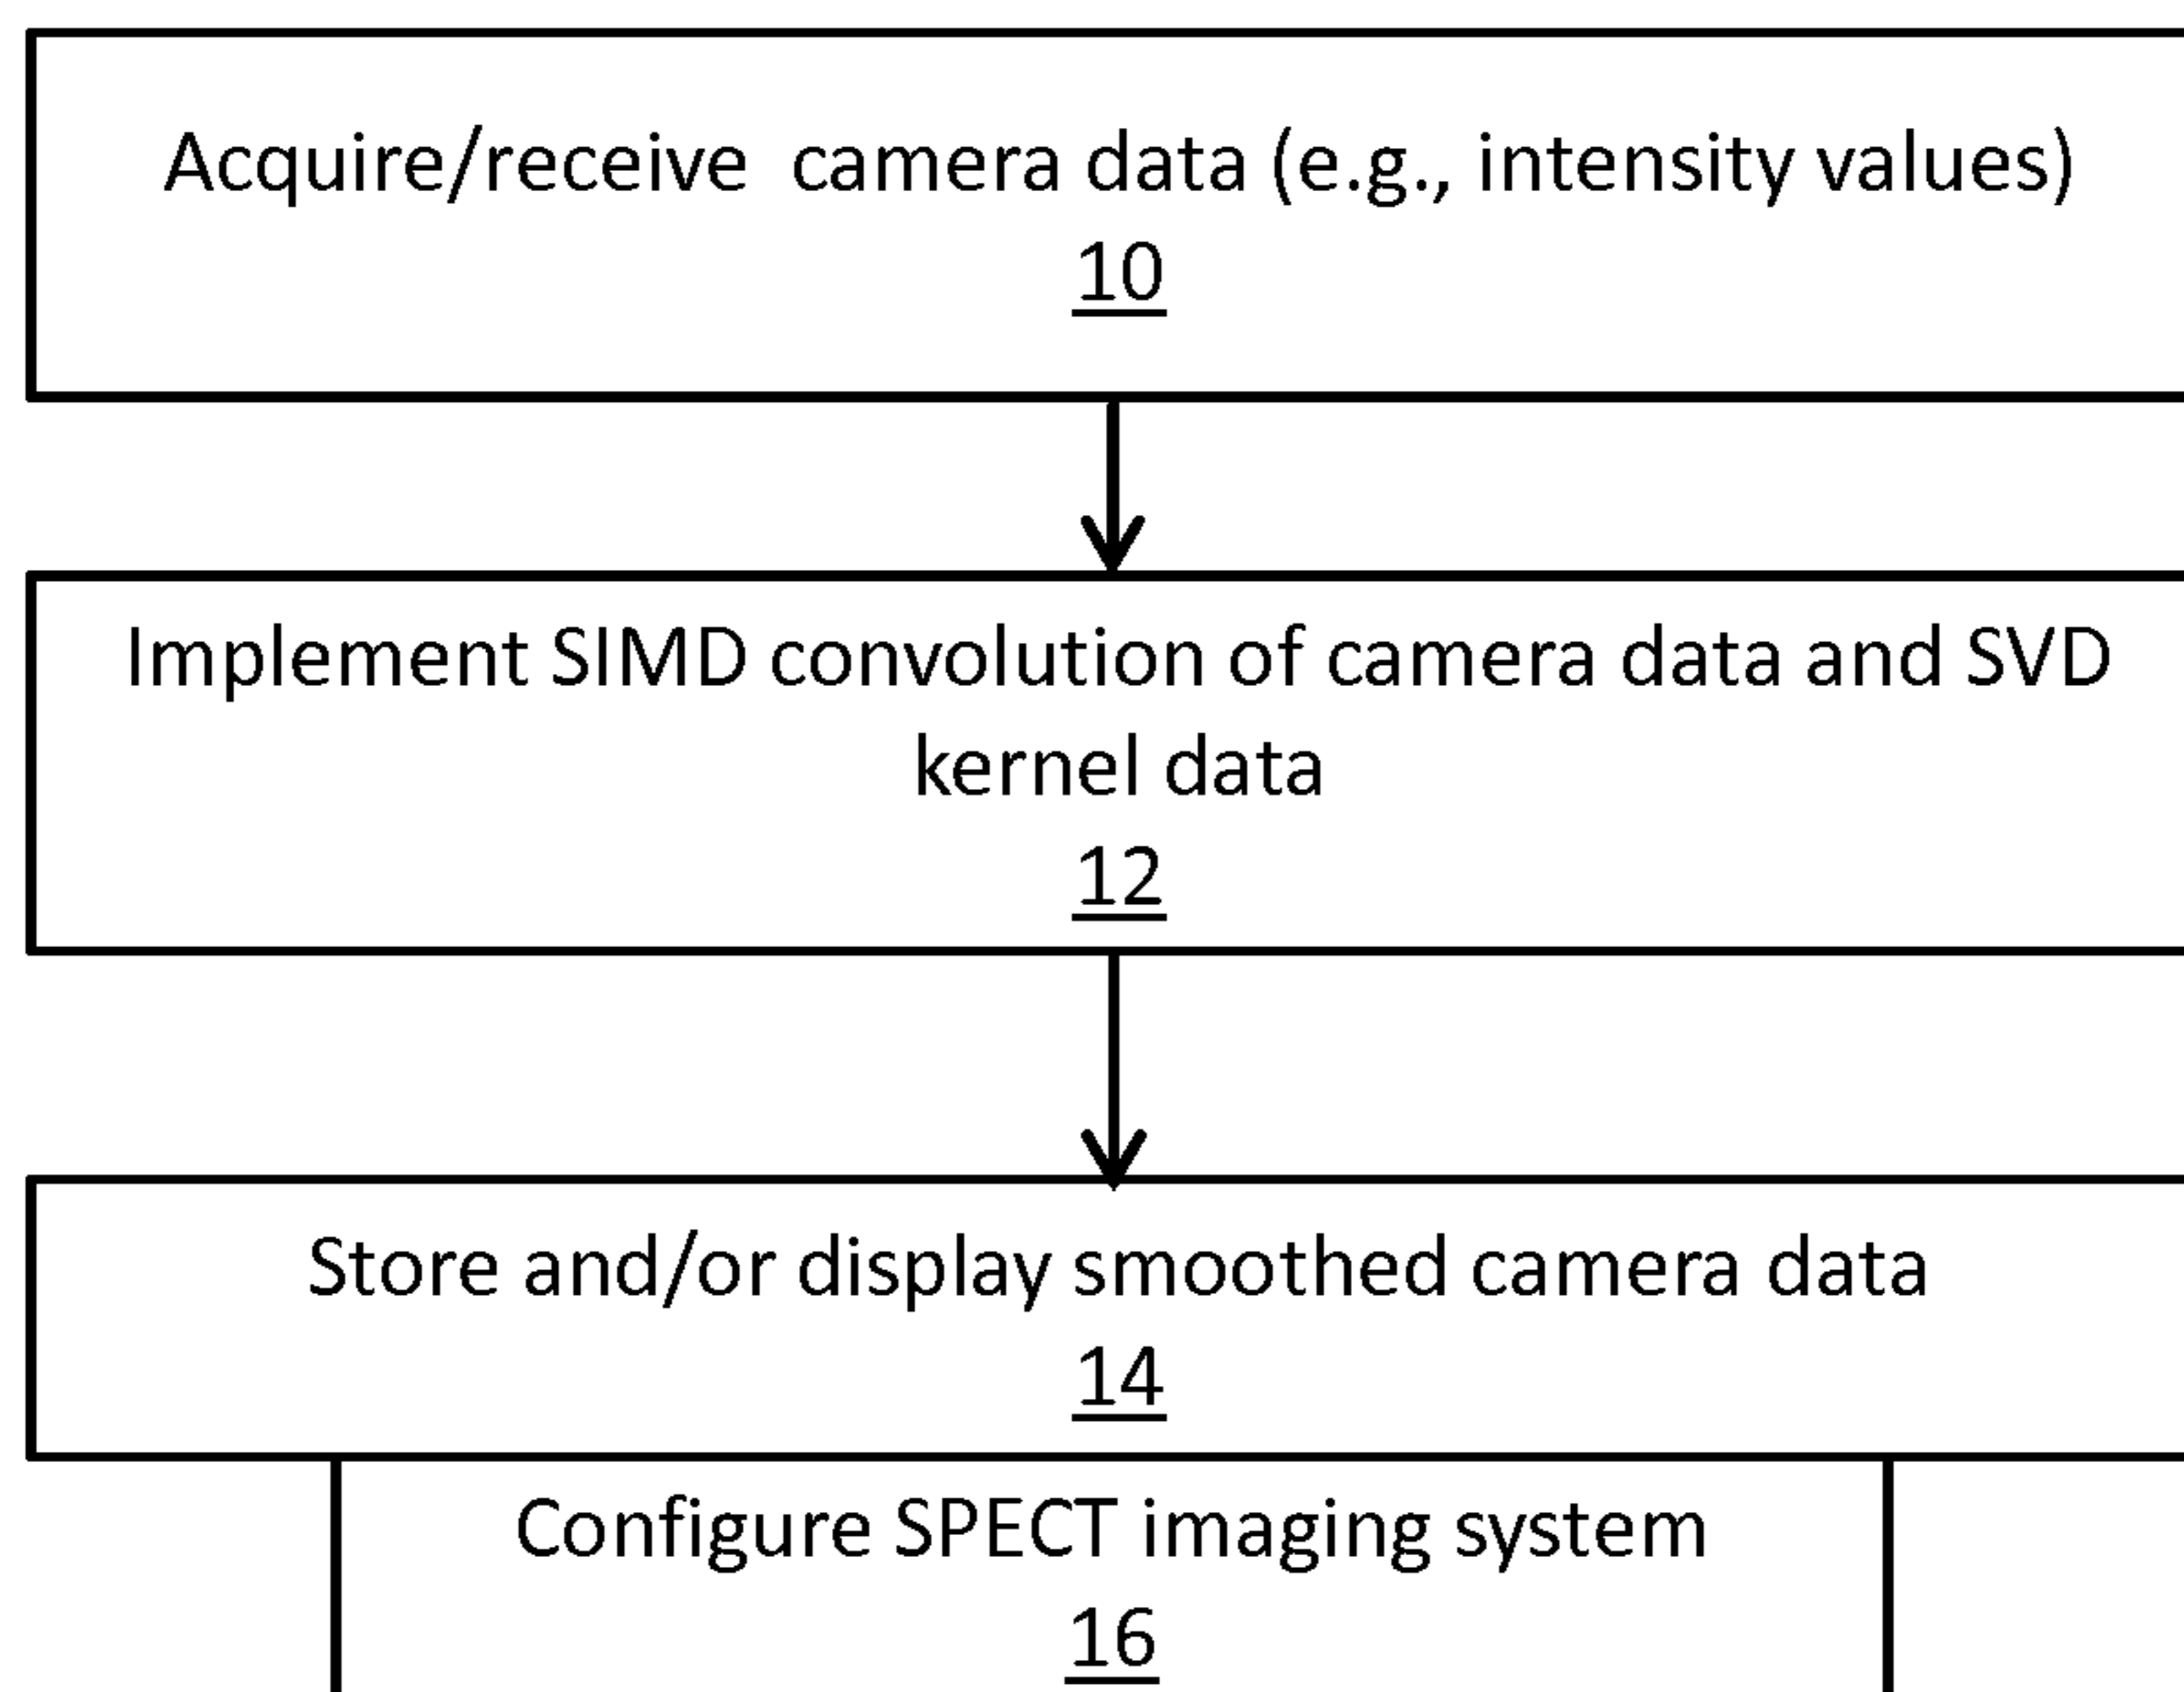 Acquire/receive camera data (e.g., intensity values)
10
Implement SIMD convolution of camera data and SVD
kernel data
12
Store and/or display smoothed camera data
14
Configure SPECT imaging system
16